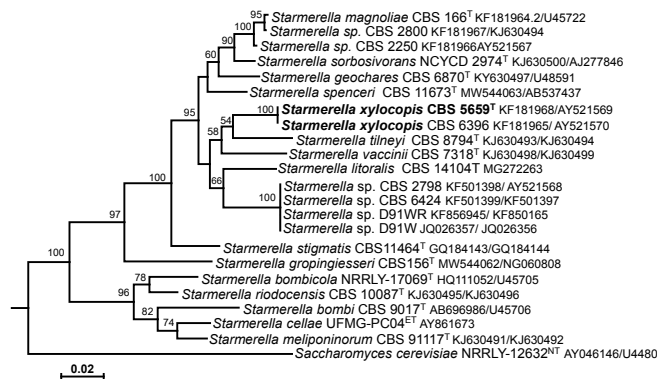 95
Starmerella magnoliae CBS 166ᵀ KF181964.2/U45722
100
Starmerella sp. CBS 2800 KF181967/KJ630494
90
Starmerella sp. CBS 2250 KF181966AY521567
60
Starmerella sorbosivorans NCYCD 2974ᵀ KJ630500/AJ277846
Starmerella geochares CBS 6870ᵀ KY630497/U48591
Starmerella spenceri CBS 11673ᵀ MW544063/AB537437
95
100
Starmerella xylocopis CBS 5659ᵀ KF181968/AY521569
54
Starmerella xylocopis CBS 6396 KF181965/ AY521570
58
Starmerella tilneyi CBS 8794ᵀ KJ630493/KJ630494
Starmerella vaccinii CBS 7318ᵀ KJ630498/KJ630499
66
Starmerella litoralis CBS 14104T MG272263
100
Starmerella sp. CBS 2798 KF501398/ AY521568
100
Starmerella sp. CBS 6424 KF501399/KF501397
Starmerella sp. D91WR KF856945/ KF850165
Starmerella sp. D91W JQ026357/ JQ026356
97
Starmerella stigmatis CBS11464ᵀ GQ184143/GQ184144
100
Starmerella gropingiesseri CBS156ᵀ MW544062/NG060808
78
Starmerella bombicola NRRLY-17069ᵀ HQ111052/U45705
96
Starmerella riodocensis CBS 10087ᵀ KJ630495/KJ630496
82
Starmerella bombi CBS 9017ᵀ AB696986/U45706
74
Starmerella cellae UFMG-PC04ᴱᵀ AY861673
Starmerella meliponinorum CBS 91117ᵀ KJ630491/KJ630492
Saccharomyces cerevisiae NRRLY-12632ᴺᵀ AY046146/U4480
0.02